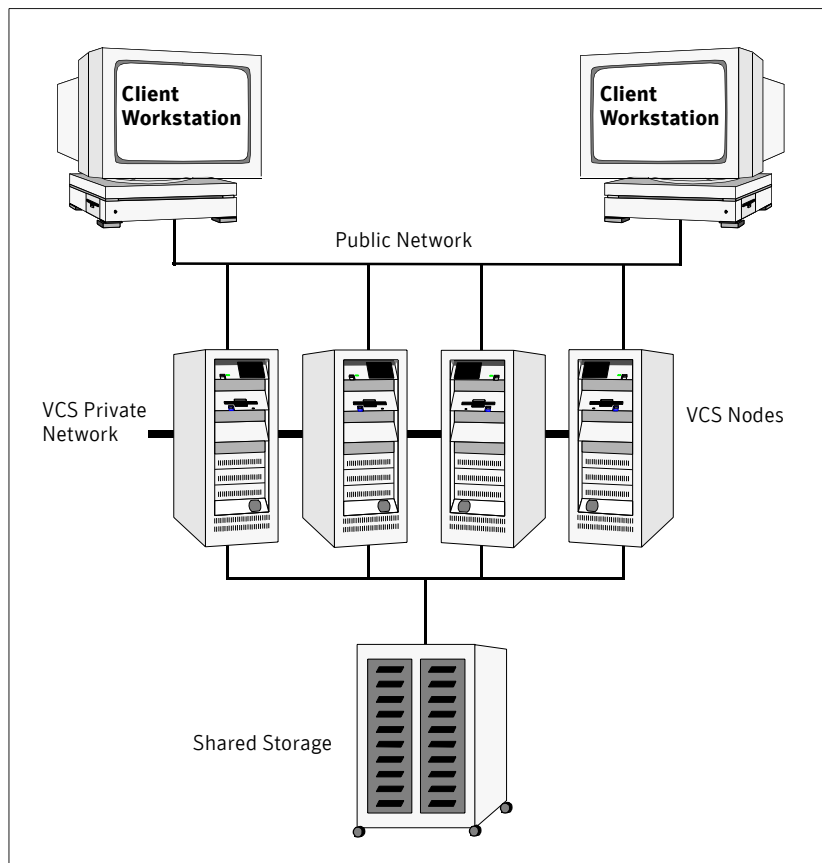 Client
Workstation
Client
Workstation
Public Network
VCS Private
Network
VCS Nodes
Shared Storage